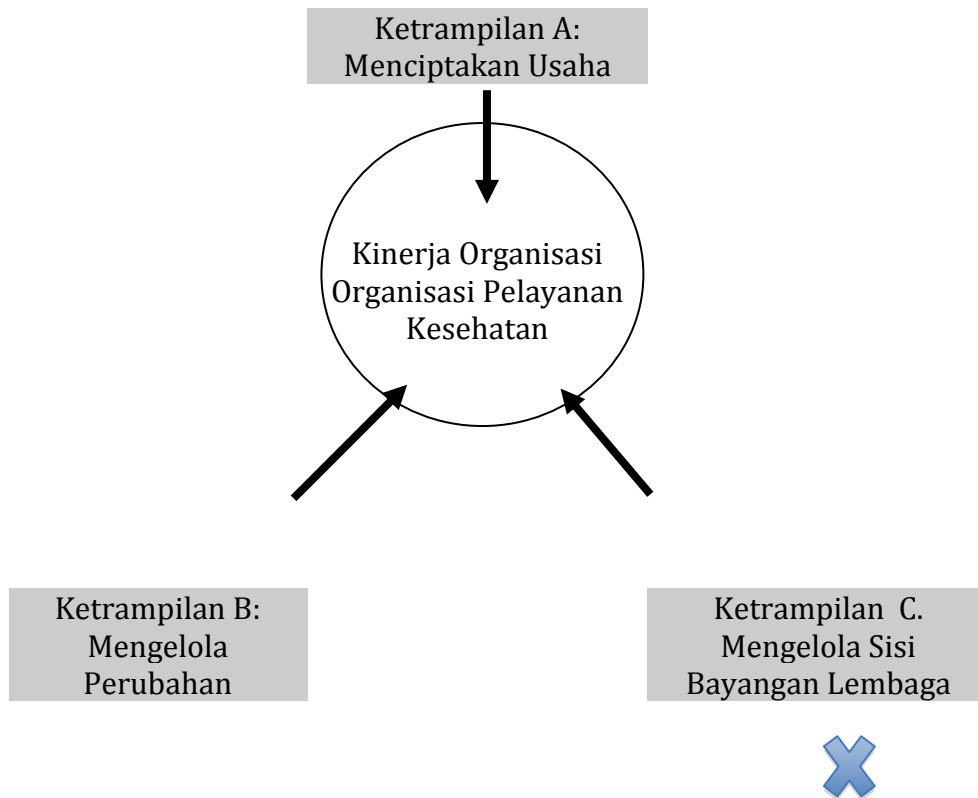 Ketrampilan A:
Menciptakan Usaha
Kinerja Organisasi
Organisasi Pelayanan
Kesehatan
Ketrampilan B:
Mengelola
Perubahan
Ketrampilan C.
Mengelola Sisi
Bayangan Lembaga